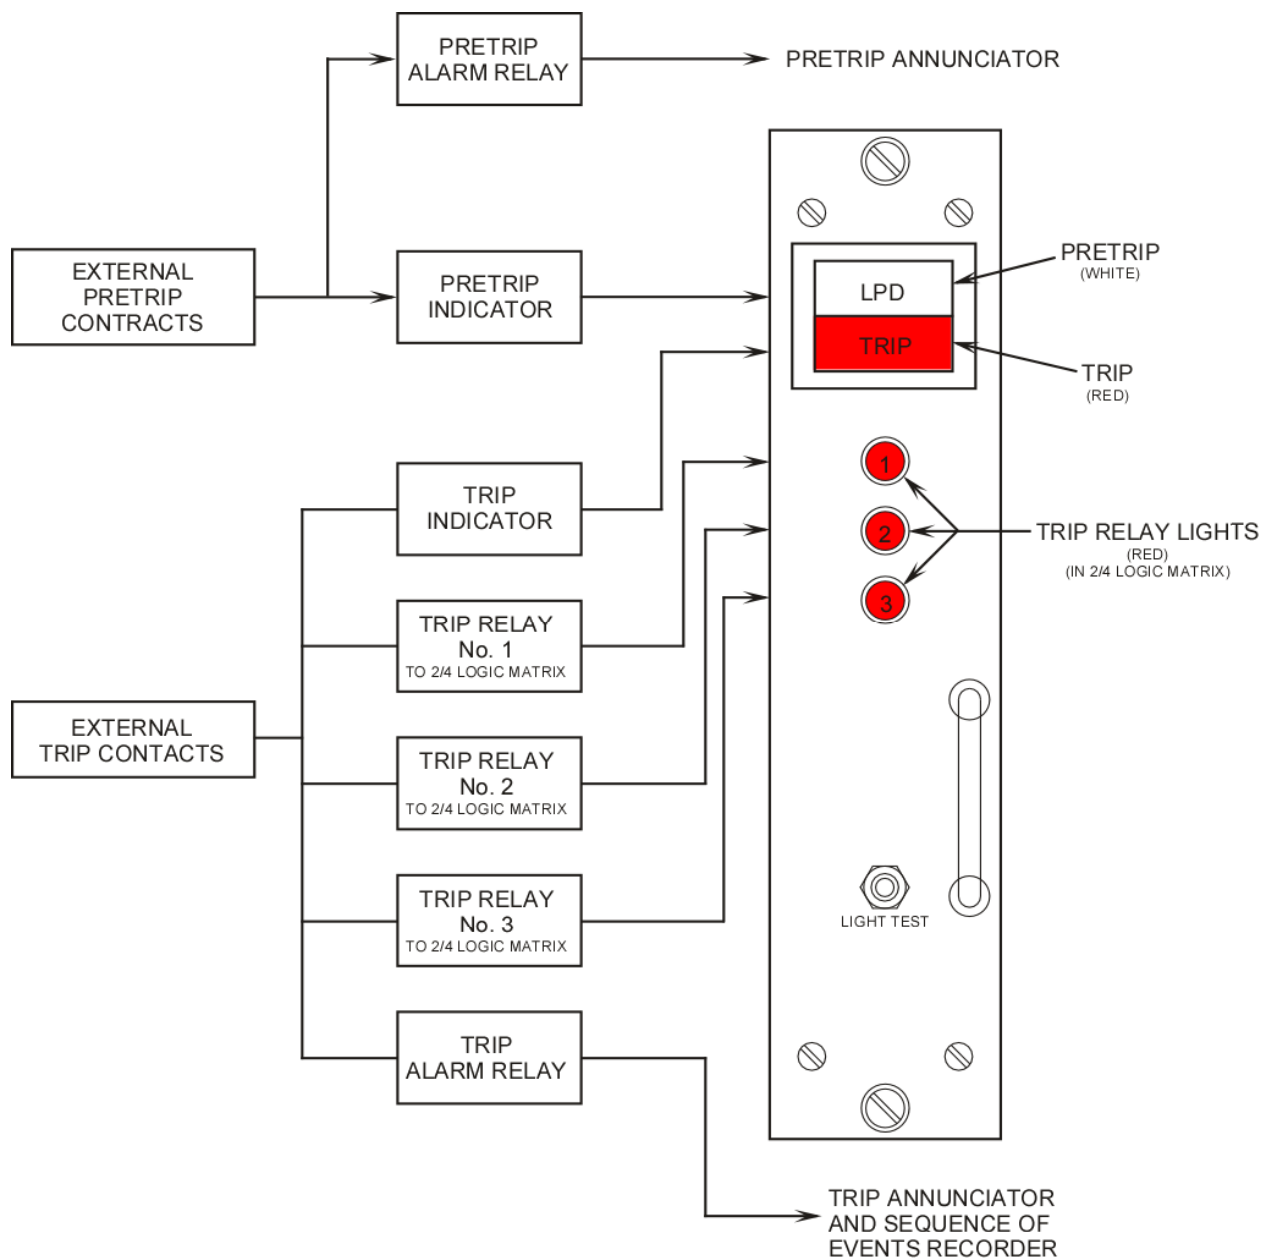 PRETRIP
ALARM RELAY
PRETRIP ANNUNCIATOR
EXTERNAL
PRETRIP
CONTRACTS
PRETRIP
INDICATOR
LPD
TRIP
PRETRIP
(WHITE)
TRIP
(RED)
TRIP
INDICATOR
1
2
3
TRIP RELAY LIGHTS
(RED)
(IN 2/4 LOGIC MATRIX)
TRIP RELAY
No. 1
TO 2/4 LOGIC MATRIX
EXTERNAL
TRIP CONTACTS
TRIP RELAY
No. 2
TO 2/4 LOGIC MATRIX
TRIP RELAY
No. 3
TO 2/4 LOGIC MATRIX
LIGHT TEST
TRIP
ALARM RELAY
TRIP ANNUNCIATOR
AND SEQUENCE OF
EVENTS RECORDER